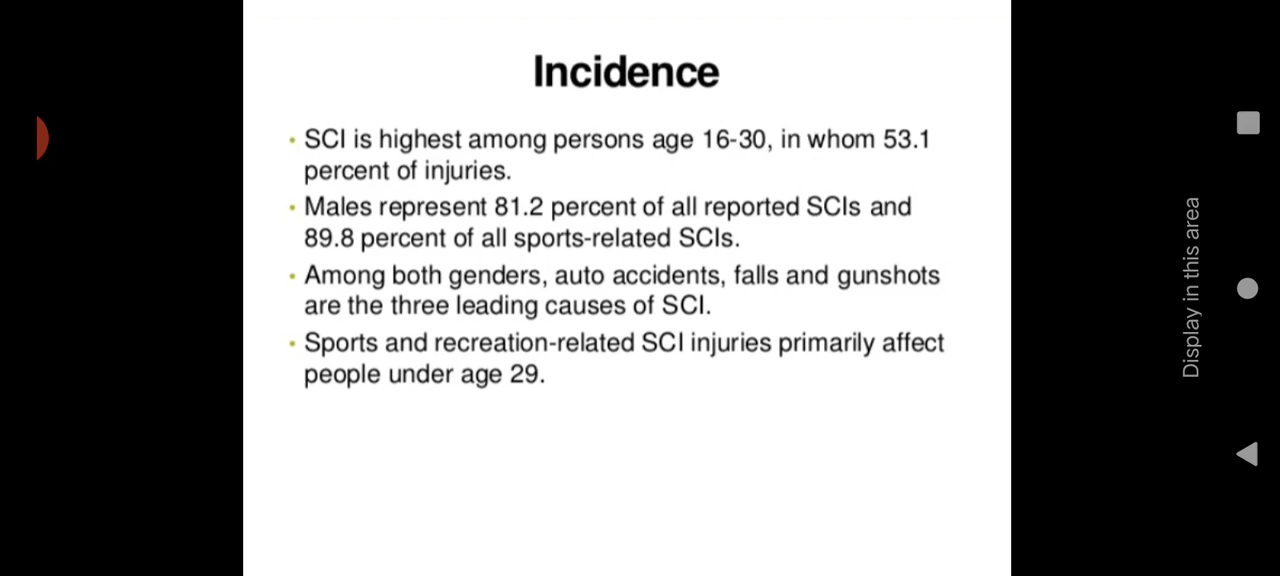 Incidence
• SCI is highest among persons age 16-30, in whom 53.1
percent of injuries.
• Males represent 81.2 percent of all reported SCIs and
89.8 percent of all sports-related SCIs.
• Among both genders, auto accidents, falls and gunshots
are the three leading causes of SCI.
• Sports and recreation-related SCI injuries primarily affect
people under age 29.
Display in this area